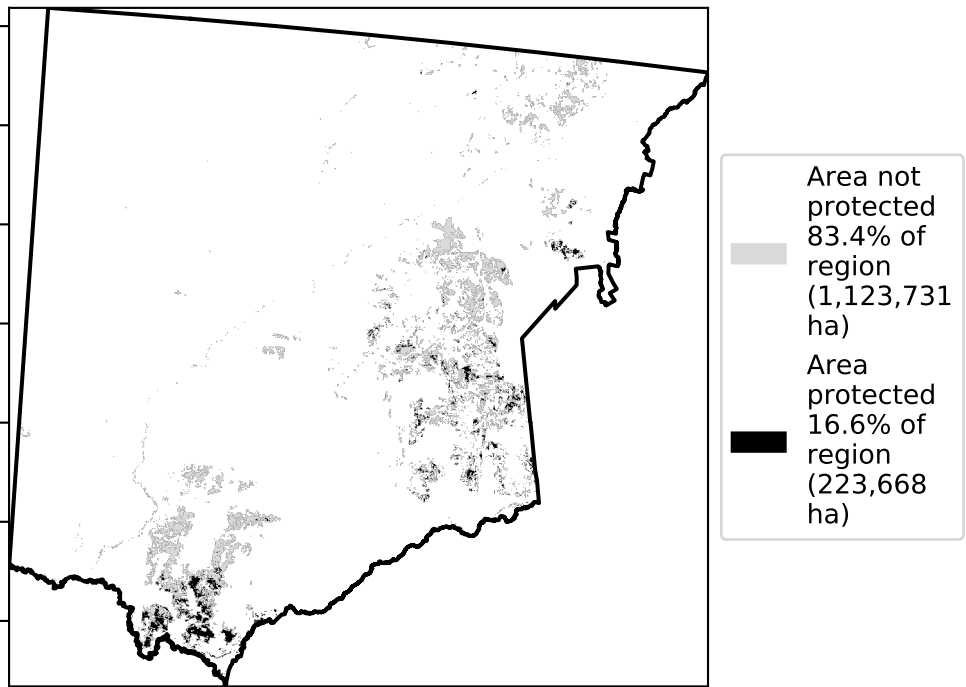 Area not
protected
83.4% of
region
(1,123,731
ha)
Area
protected
16.6% of
region
(223,668
ha)